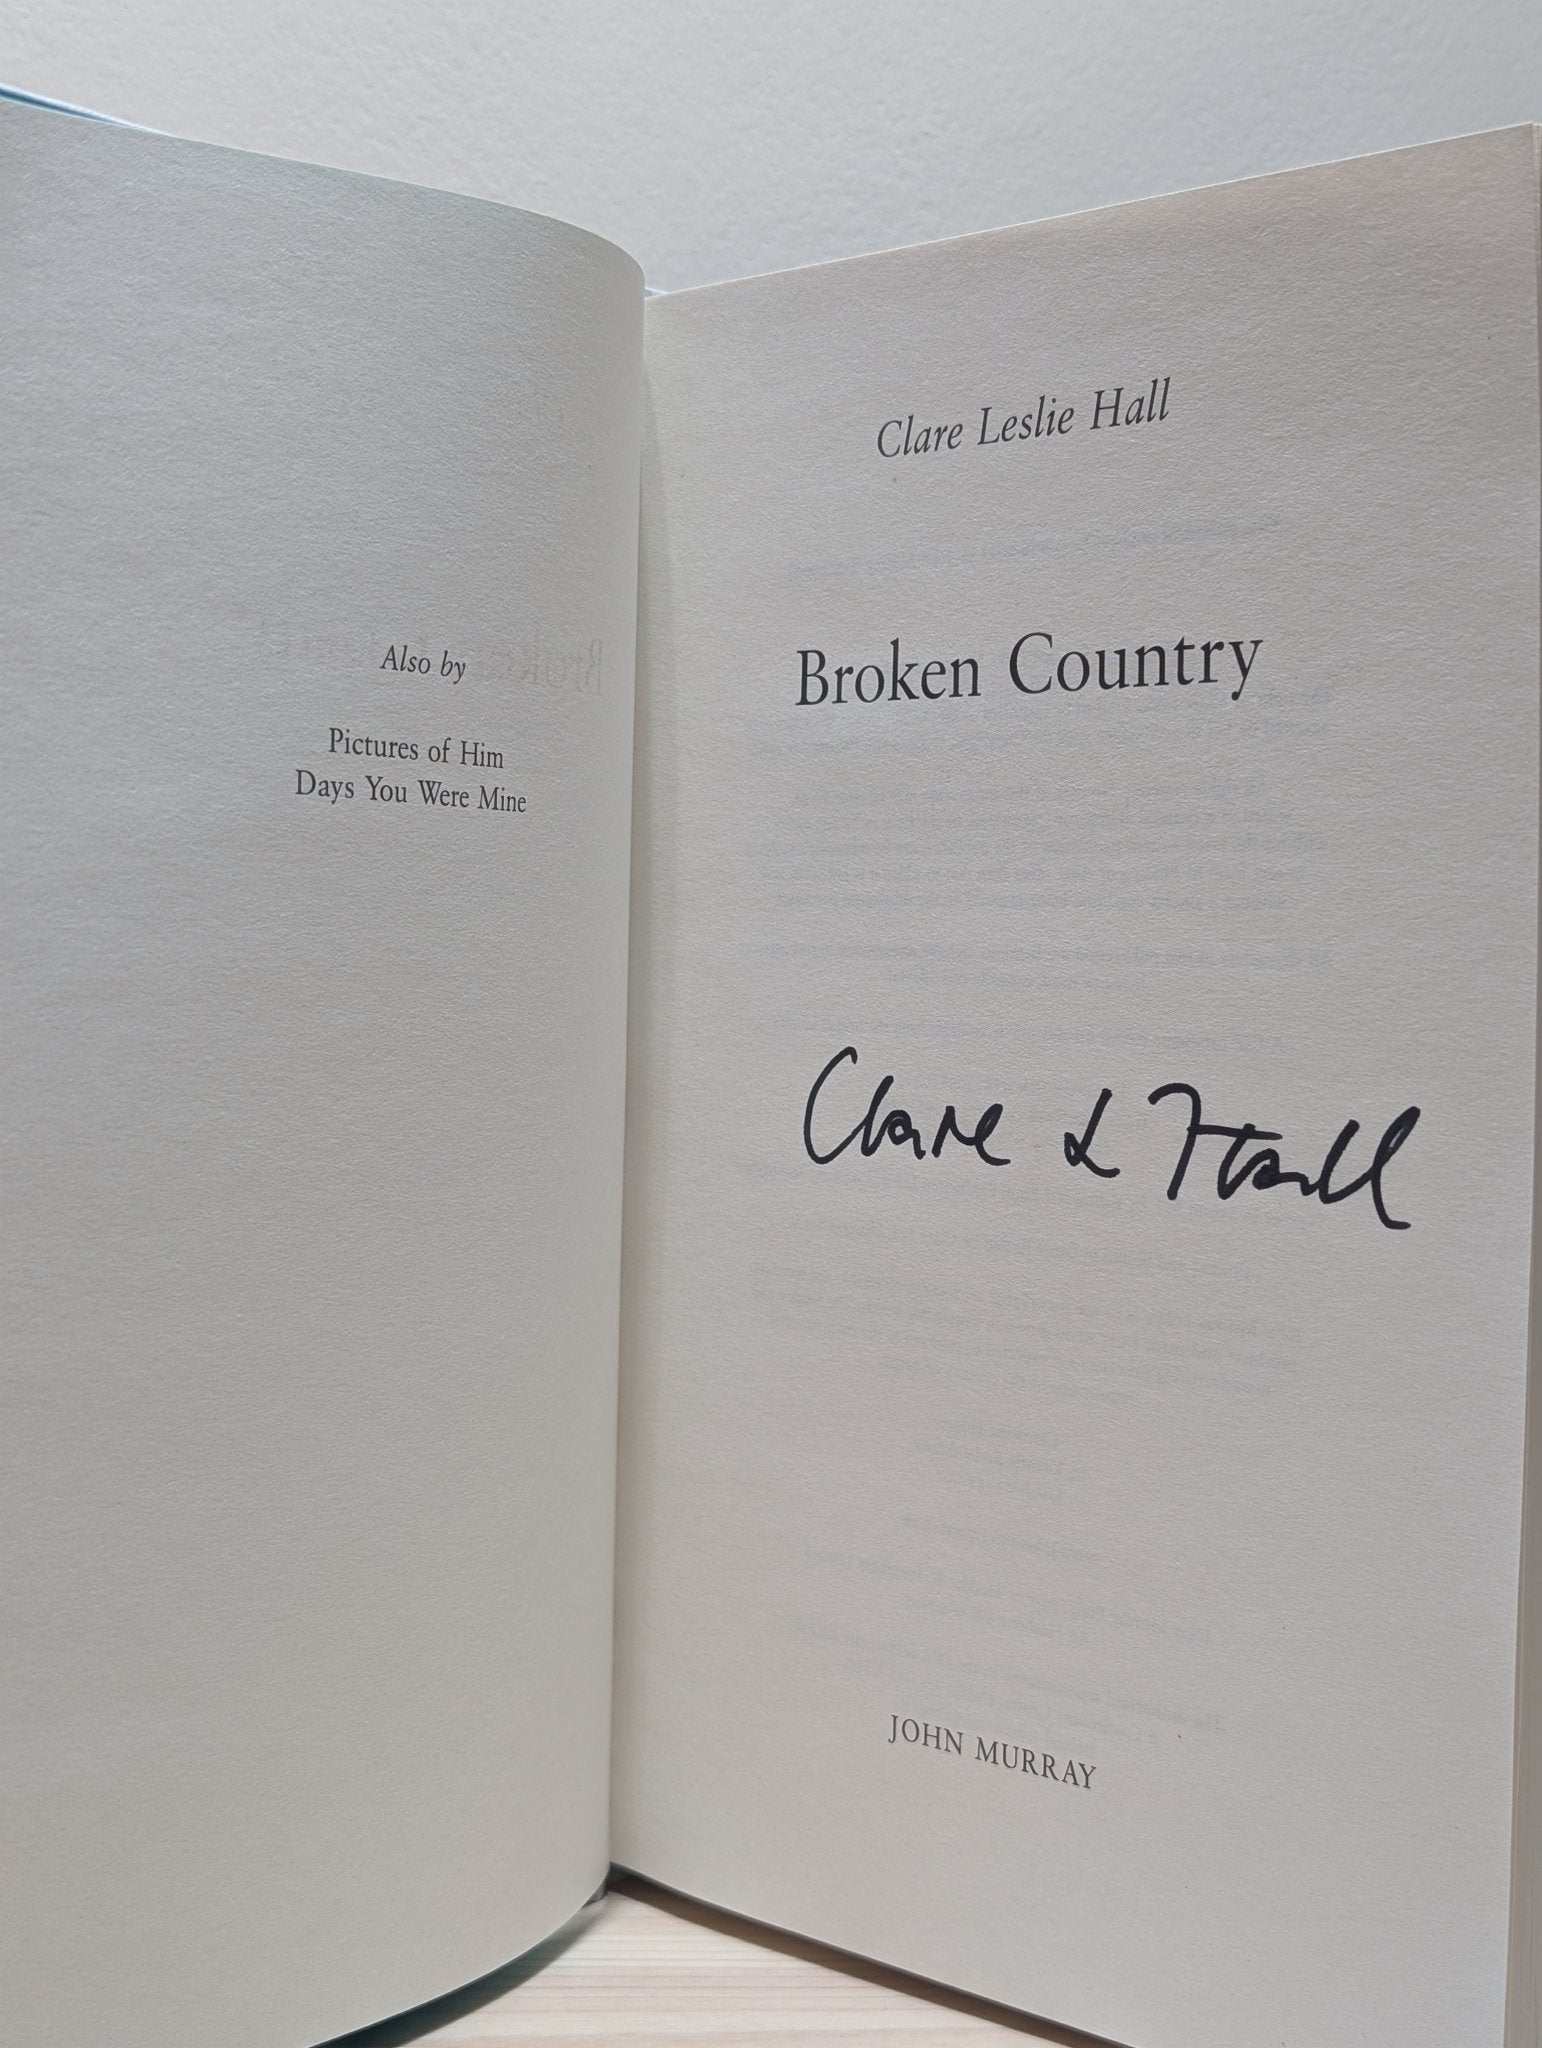 Also by
Pictures of Him
Days You Were Mine
Clare Leslie Hall
Broken Country
Clare L Hall
JOHN MURRAY